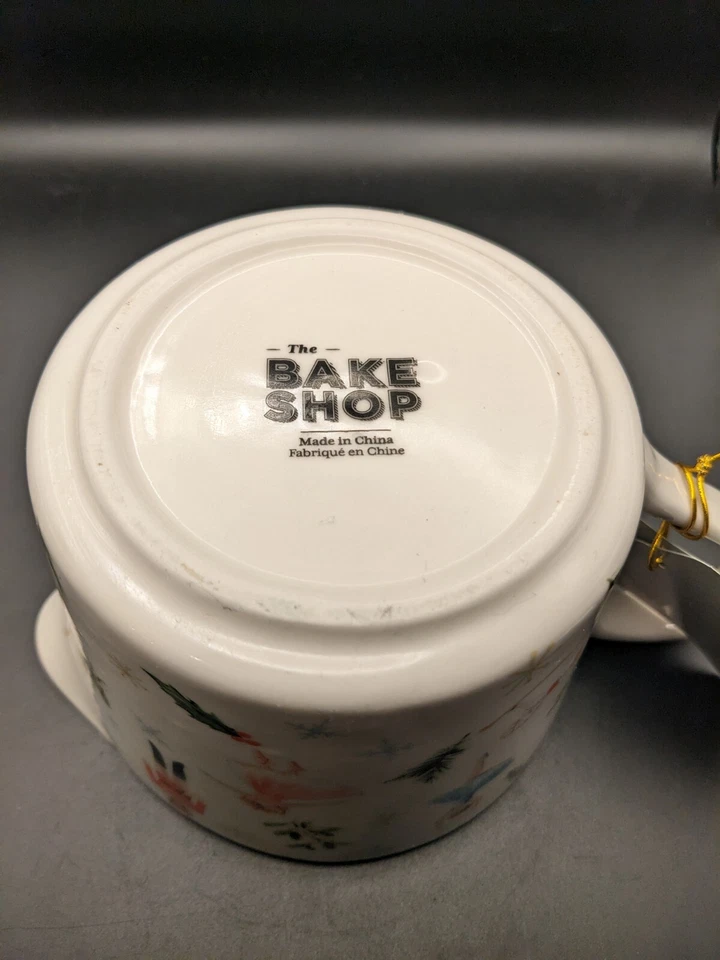 The
BAKE
SHOP
Made in China
Fabriqué en Chine